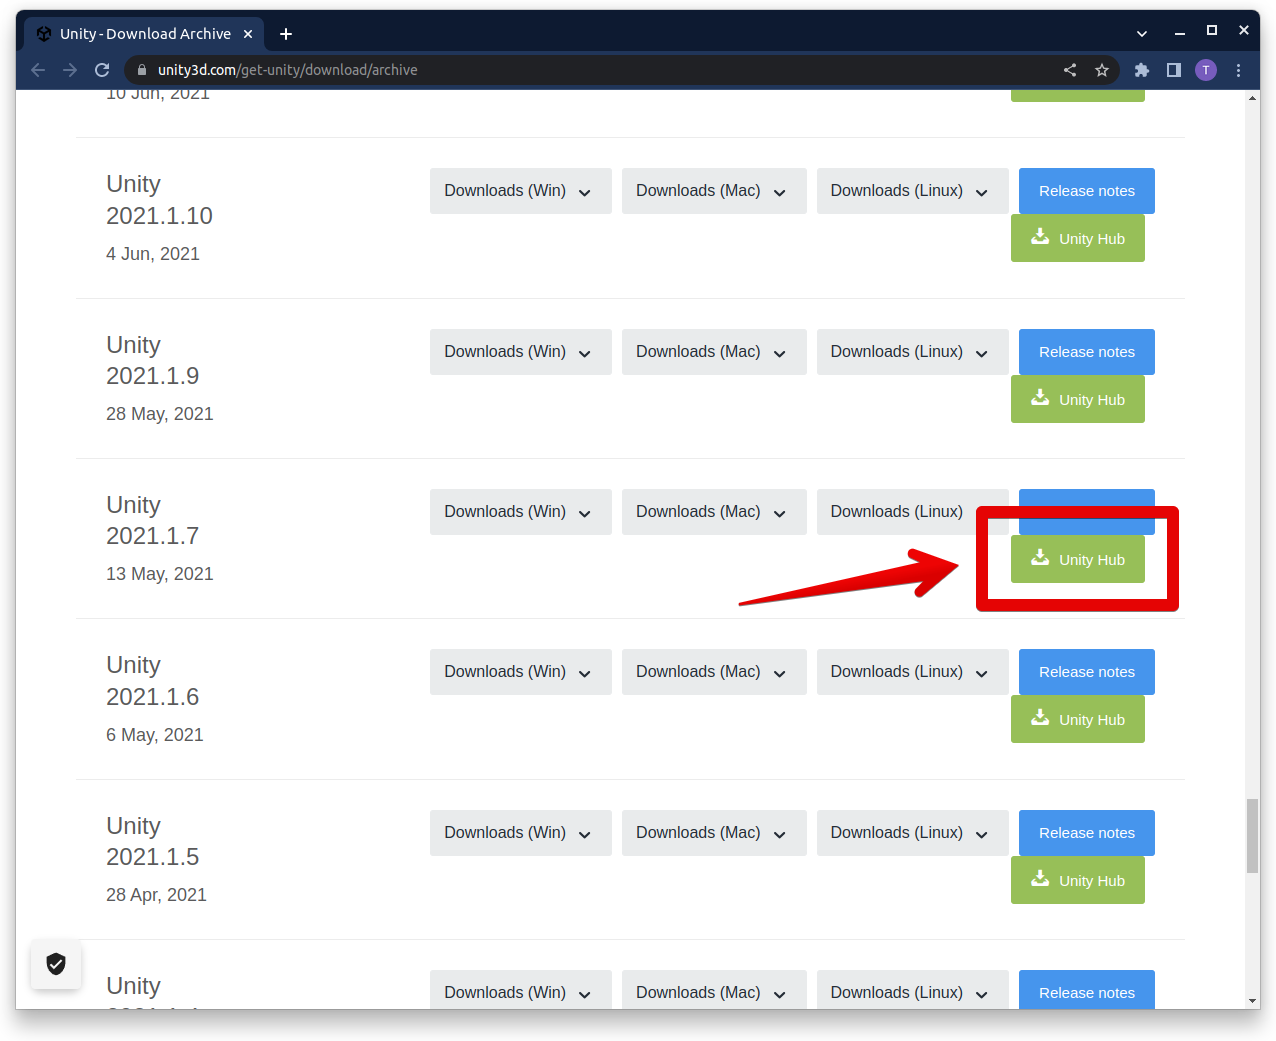 Unity - Download Archive
unity3d.com/get-unity/download/archive
T
10 Jun, 2021
Unity
2021.1.10
4 Jun, 2021
Downloads (Win)
Downloads (Mac)
Downloads (Linux)
Release notes
Unity Hub
Unity
2021.1.9
28 May, 2021
Downloads (Win)
Downloads (Mac)
Downloads (Linux)
Release notes
Unity Hub
Unity
2021.1.7
13 May, 2021
Downloads (Win)
Downloads (Mac)
Downloads (Linux)
Unity Hub
Unity
2021.1.6
6 May, 2021
Downloads (Win)
Downloads (Mac)
Downloads (Linux)
Release notes
Unity Hub
Unity
2021.1.5
28 Apr, 2021
Downloads (Win)
Downloads (Mac)
Downloads (Linux)
Release notes
Unity Hub
Unity
Downloads (Win)
Downloads (Mac)
Downloads (Linux)
Release notes